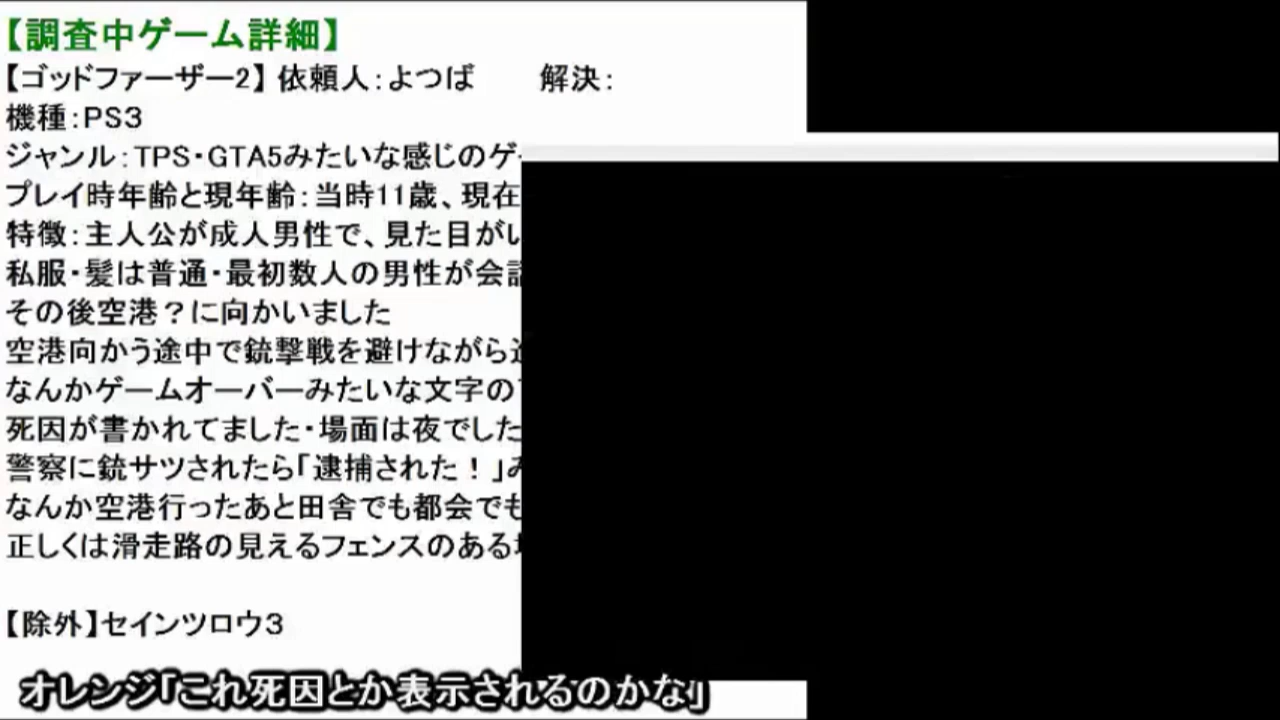 【調査中ゲーム詳細】
【ゴッドファーザー2】 依頼人：よつば　　解決：
機種：PS3
ジャンル：TPS・GTA5みたいな感じのゲ
プレイ時年齢と現年齢：当時11歳、現在
特徴：主人公が成人男性で、見た目がい
私服・髪は普通・最初数人の男性が会話
その後空港？に向かいました
空港向かう途中で銃撃戦を避けながら進
なんかゲームオーバーみたいな文字の
死因が書かれてました・場面は夜でした
警察に銃サツされたら「逮捕された！」み
なんか空港行ったあと田舎でも都会でも
正しくは滑走路の見えるフェンスのある
【除外】セインツロウ3
オレンジ「これ死因とか表示されるのかな」